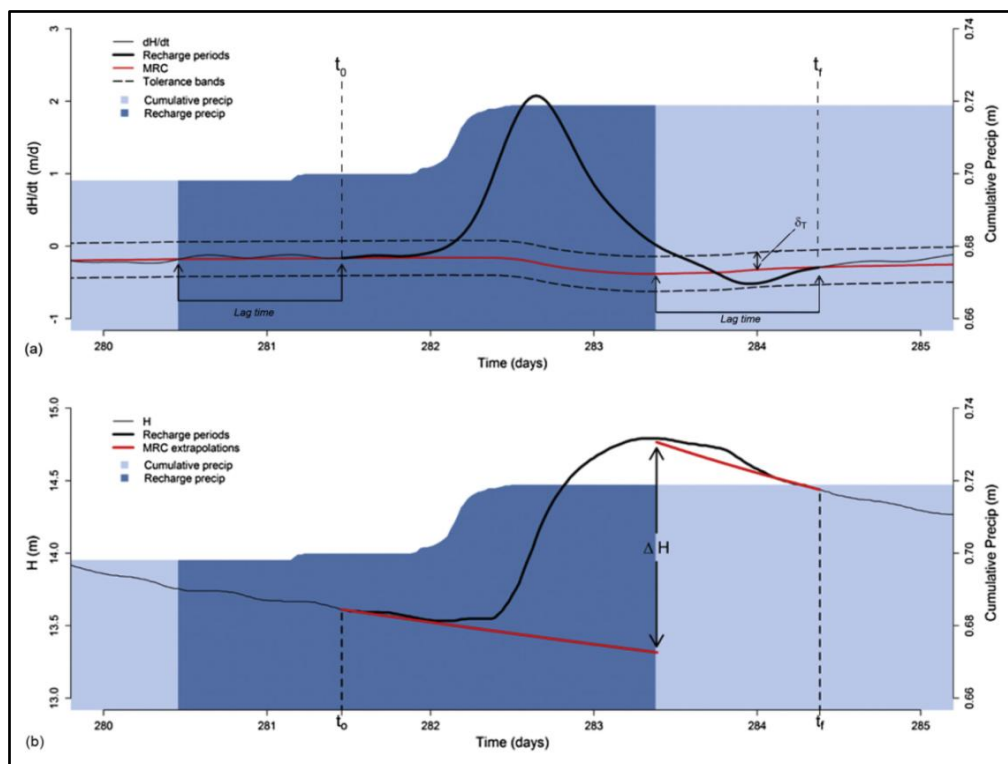 dH/dt
Recharge periods
MRC
Tolerance bands
Cumulative precip
Recharge precip
t0
tf
3
2
1
0
-1
dH/dt (m/d)
0.74
0.72
0.70
0.68
0.66
Cumulative Precip (m)
δT
Lag time
Lag time
280
281
282
283
284
285
(a)
Time (days)
H
Recharge periods
MRC extrapolations
Cumulative precip
Recharge precip
15.0
14.5
14.0
13.5
13.0
H (m)
0.74
0.72
0.70
0.68
0.66
Cumulative Precip (m)
Δ H
280
281
t0
282
283
284
tf
285
(b)
Time (days)